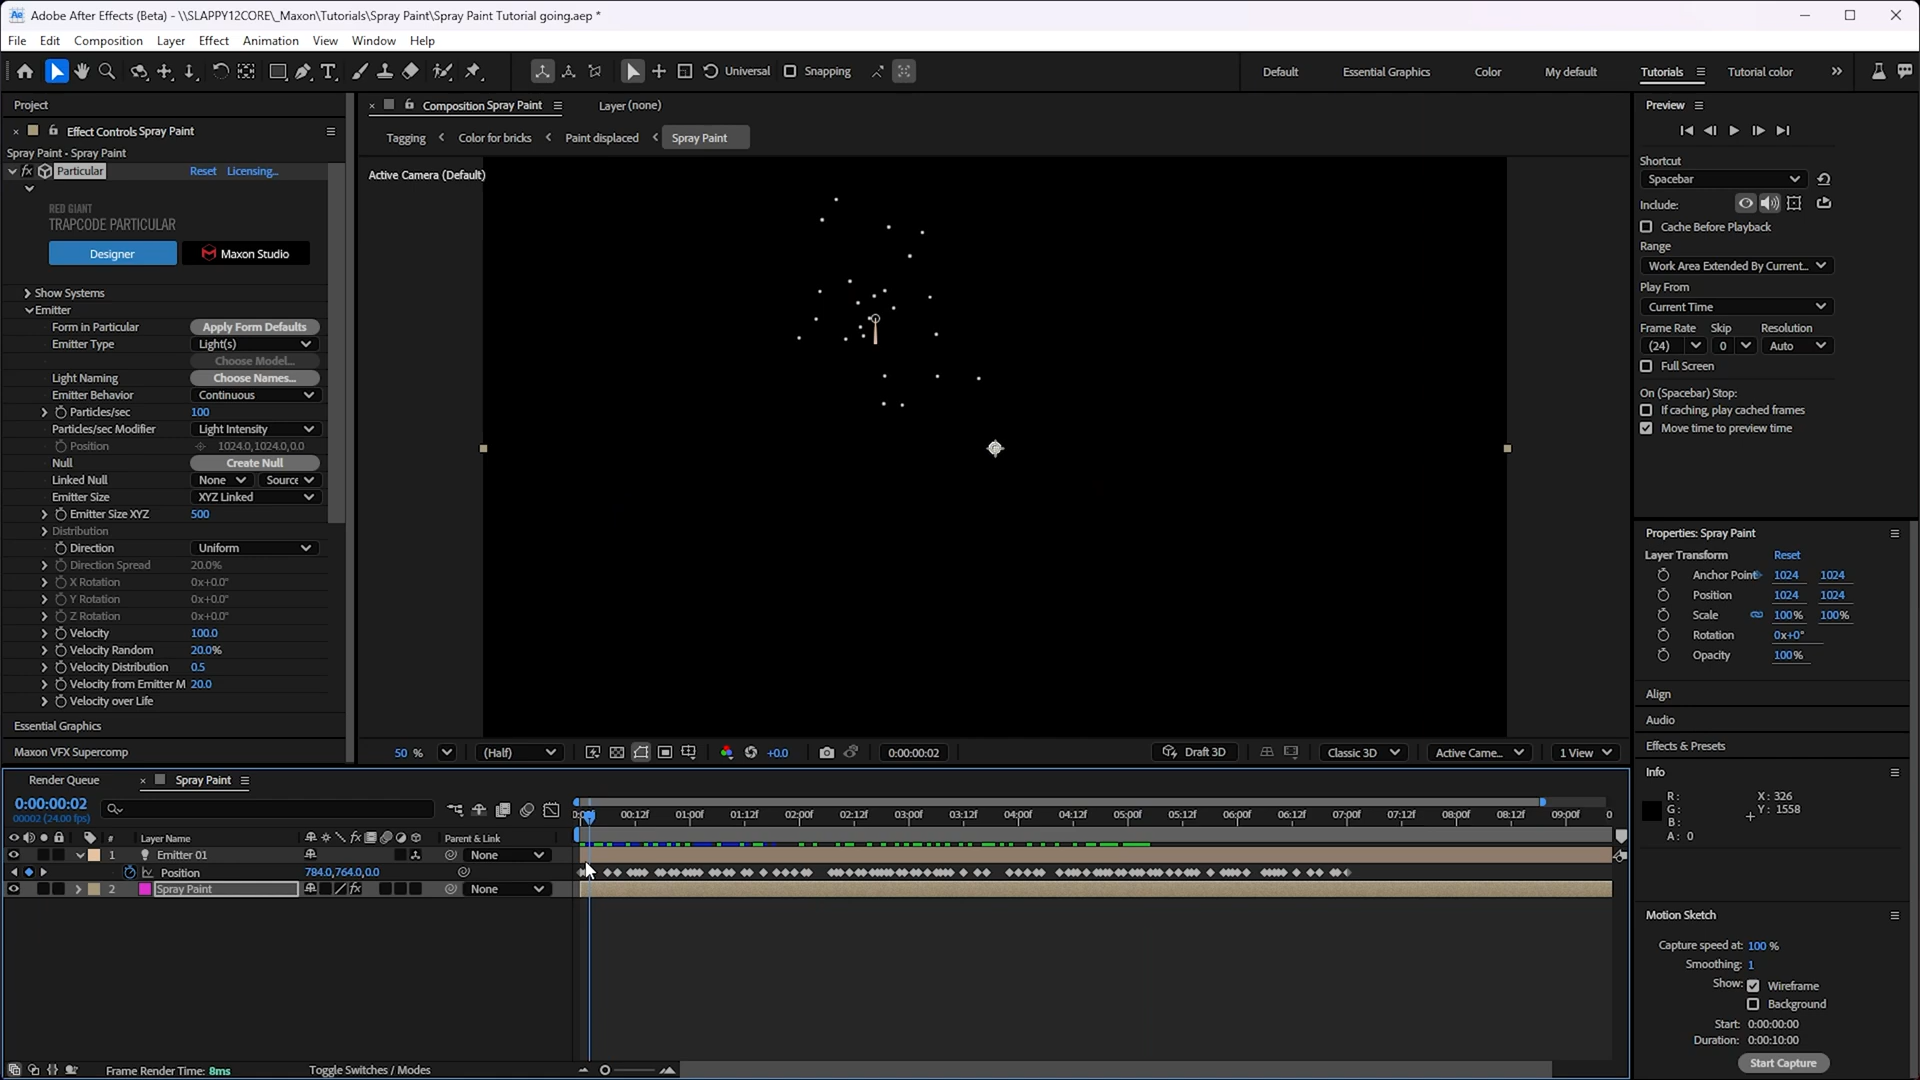 Adobe After Effects (Beta) - \\SLAPPY12CORE\_Maxon\Tutorials\Spray Paint\Spray Paint Tutorial going.aep *
File Edit Composition Layer Effect Animation View Window Help
Universal Snapping Default Essential Graphics Color My default Tutorials Tutorial color
Project
Effect Controls Spray Paint
Spray Paint - Spray Paint
fx Particular Reset Licensing...
RED GIANT
TRAPCODE PARTICULAR
Designer Maxon Studio
Show Systems
Emitter
Form in Particular Apply Form Defaults
Emitter Type Light(s)
Choose Model...
Light Naming Choose Names...
Emitter Behavior Continuous
Particles/sec 100
Particles/sec Modifier Light Intensity
Position 1024.0,1024.0,0.0
Null Create Null
Linked Null None Source
Emitter Size XYZ Linked
Emitter Size XYZ 500
Distribution
Direction Uniform
Direction Spread 20.0%
X Rotation 0x+0.0°
Y Rotation 0x+0.0°
Z Rotation 0x+0.0°
Velocity 100.0
Velocity Random 20.0%
Velocity Distribution 0.5
Velocity from Emitter M 20.0
Velocity over Life
Essential Graphics
Maxon VFX Supercomp
Composition Spray Paint Layer (none)
Tagging Color for bricks Paint displaced Spray Paint
Active Camera (Default)
50 % (Half) +0.0 0:00:00:02 Draft 3D Classic 3D Active Came... 1 View
Preview
Shortcut
Spacebar
Include:
Cache Before Playback
Range
Work Area Extended By Current...
Play From
Current Time
Frame Rate Skip Resolution
(24) 0 Auto
Full Screen
On (Spacebar) Stop:
If caching, play cached frames
Move time to preview time
Properties: Spray Paint
Layer Transform Reset
Anchor Point 1024 1024
Position 1024 1024
Scale 100% 100%
Rotation 0x+0°
Opacity 100%
Align
Audio
Effects & Presets
Info
R: X: 326
G: Y: 1558
B:
A: 0
Motion Sketch
Capture speed at: 100 %
Smoothing: 1
Show: Wireframe
Background
Start: 0:00:00:00
Duration: 0:00:10:00
Start Capture
Render Queue Spray Paint
0:00:00:02
00002 (24.00 fps)
00:12f 01:00f 01:12f 02:00f 02:12f 03:00f 03:12f 04:00f 04:12f 05:00f 05:12f 06:00f 06:12f 07:00f 07:12f 08:00f 08:12f 09:00f 0
# Layer Name fx Parent & Link
1 Emitter 01 None
Position 784.0,764.0,0.0
2 Spray Paint fx None
Frame Render Time: 8ms Toggle Switches / Modes